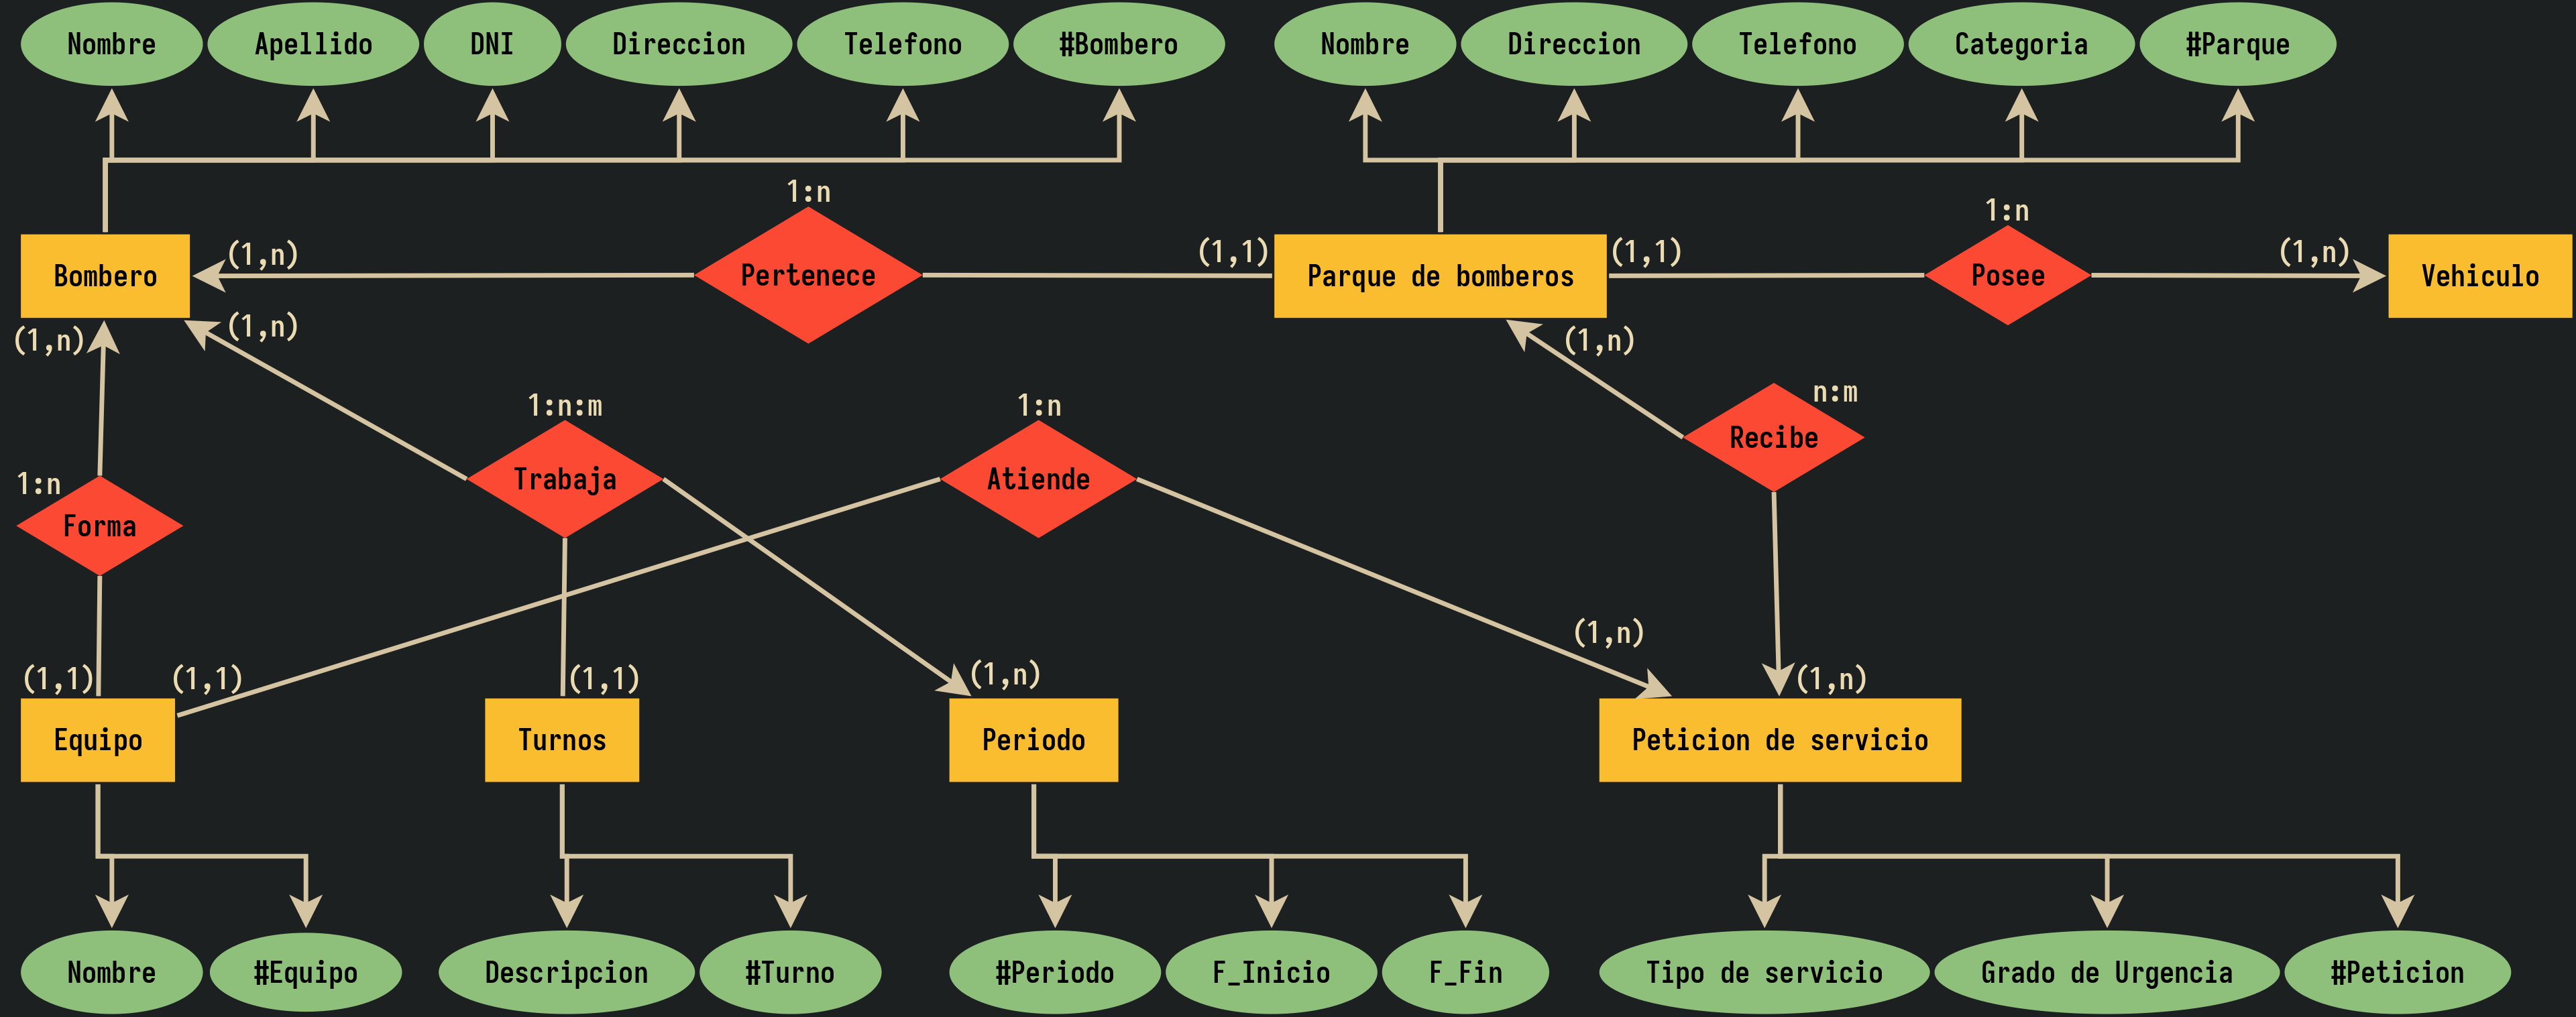 Nombre
Apellido
DNI
Direccion
Telefono
#Bombero
Nombre
Direccion
Telefono
Categoria
#Parque
1:n
1:n
Bombero
(1,n)
Pertenece
(1,1)
Parque de bomberos
(1,1)
Posee
(1,n)
Vehiculo
(1,n)
(1,n)
(1,n)
1:n:m
1:n
n:m
Recibe
1:n
Trabaja
Atiende
Forma
(1,n)
(1,1)
(1,1)
(1,1)
(1,n)
(1,n)
Equipo
Turnos
Periodo
Peticion de servicio
Nombre
#Equipo
Descripcion
#Turno
#Periodo
F_Inicio
F_Fin
Tipo de servicio
Grado de Urgencia
#Peticion